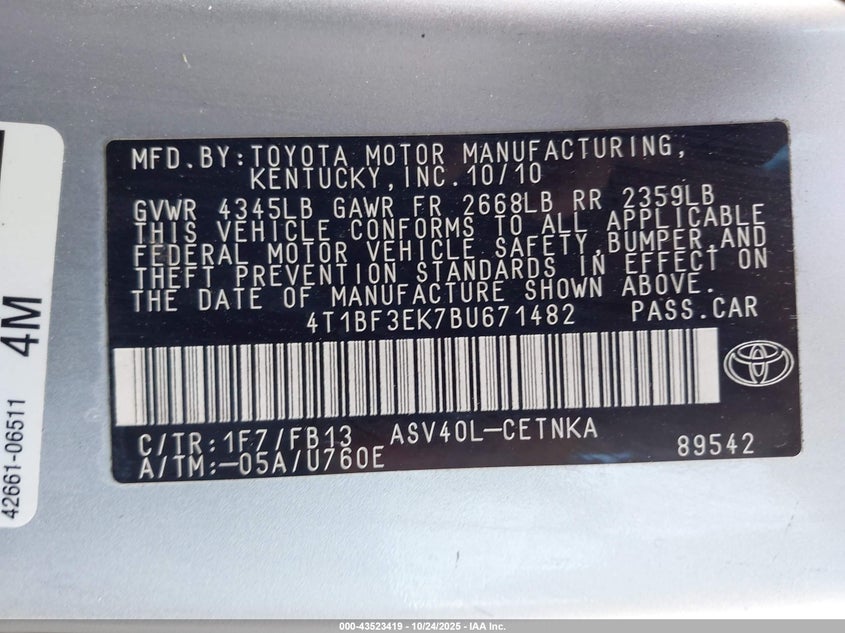 MFD.BY:TOYOTA MOTOR MANUFACTURING,
KENTUCKY,INC.10/10
GVWR 4345LB GAWR FR 2668LB RR 2359LB
THIS VEHICLE CONFORMS TO ALL APPLICABLE
FEDERAL MOTOR VEHICLE SAFETY,BUMPER,AND
THEFT PREVENTION STANDARDS IN EFFECT ON
THE DATE OF MANUFACTURE SHOWN ABOVE.
4T1BF3EK7BU671482 PASS.CAR
C/TR:1F7/FB13 ASV40L-CETNKA
A/TM:-05A/U760E 89542
4M
42661-06511
000-43523419 - 10/24/2025 - IAA Inc.